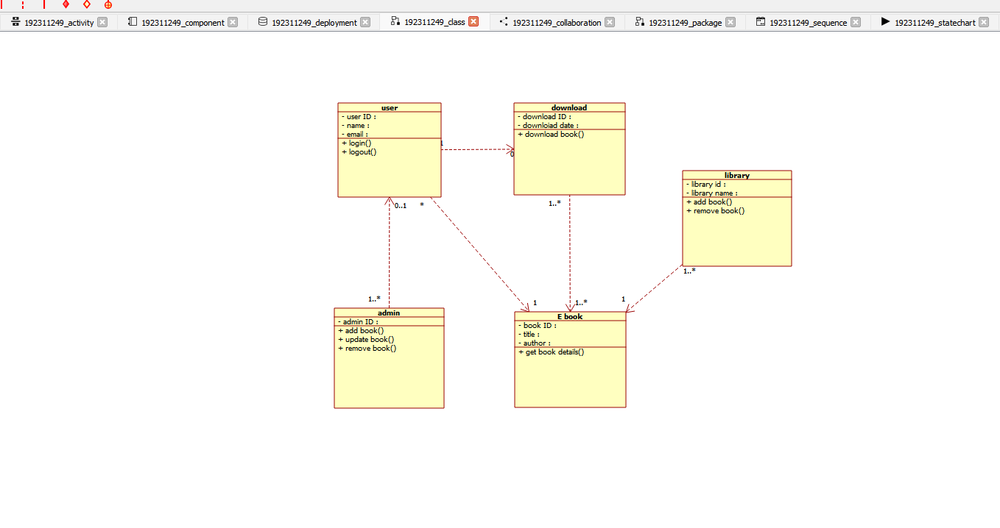 192311249_activity
192311249_component
192311249_deployment
192311249_class
192311249_collaboration
192311249_package
192311249_sequence
192311249_statechart
user
- user ID :
- name :
- email :
+ login()
+ logout()
download
- download ID :
- downloiad date :
+ download book()
1
0
library
- library id :
- library name :
+ add book()
+ remove book()
0..1
*
1..*
1..*
1..*
1
1..*
1
admin
- admin ID :
+ add book()
+ update book()
+ remove book()
E book
- book ID :
- title :
- author :
+ get book details()